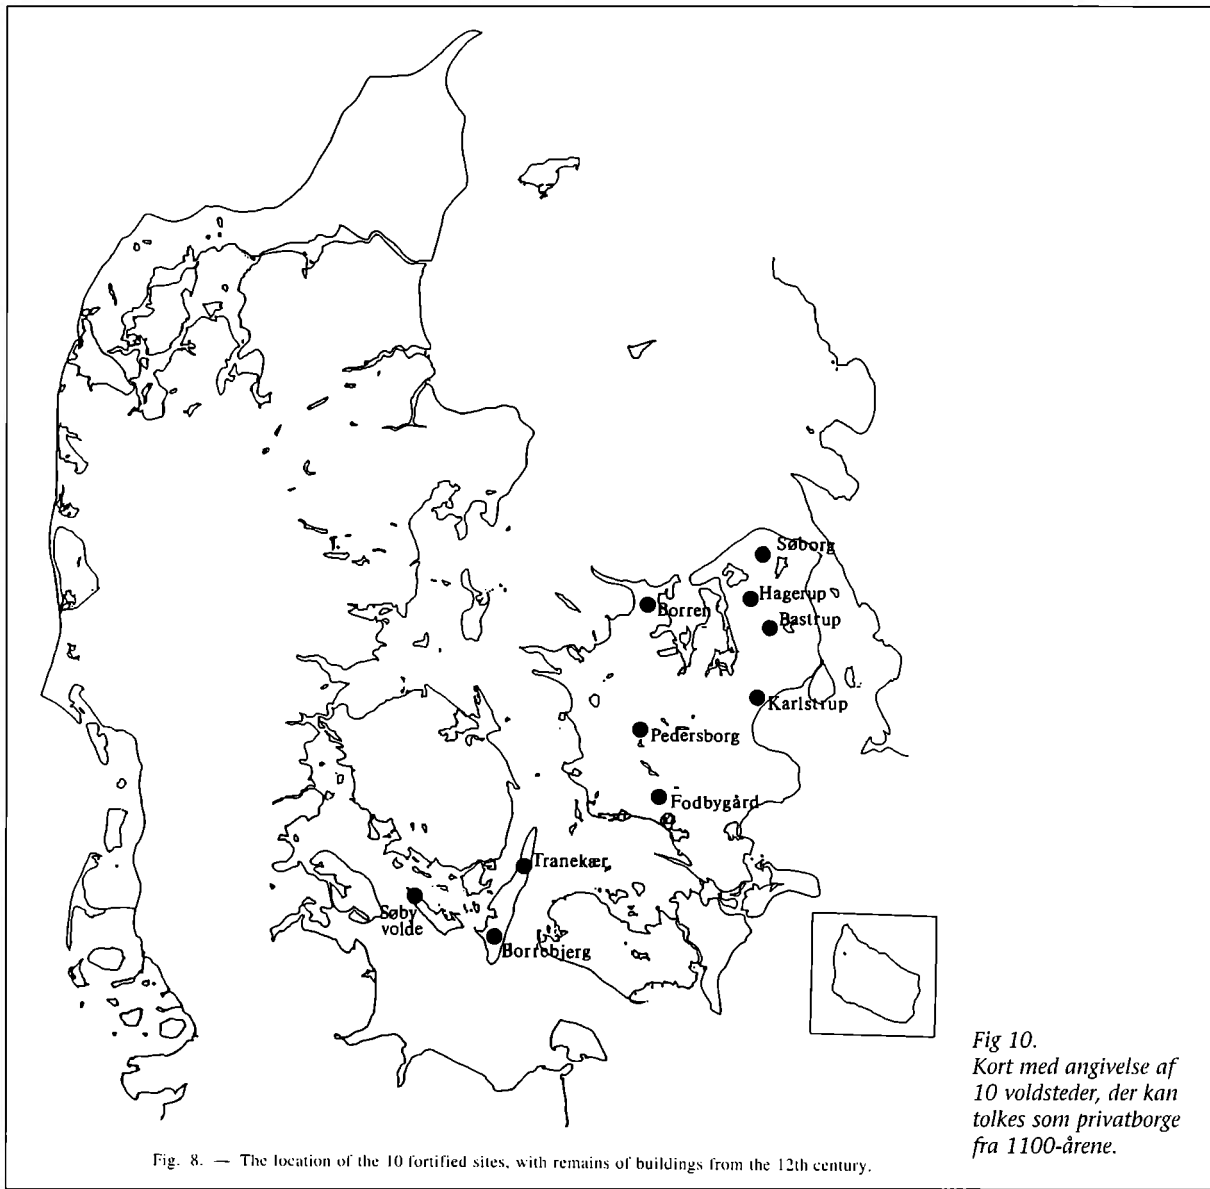 Søborg
Hagerup
Borren
Bastrup
Karlstrup
Pedersborg
Fodbygård
Tranekær
Søby
volde
Borrebjerg
Fig 10.
Kort med angivelse af
10 voldsteder, der kan
tolkes som privatborge
fra 1100-årene.
Fig. 8. — The location of the 10 fortified sites, with remains of buildings from the 12th century.